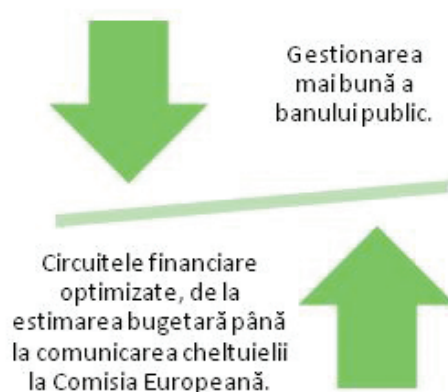 Gestionarea
mai bună a
banului public.
Circuitele financiare
optimizate, de la
estimarea bugetară până
la comunicarea cheltuielii
la Comisia Europeană.